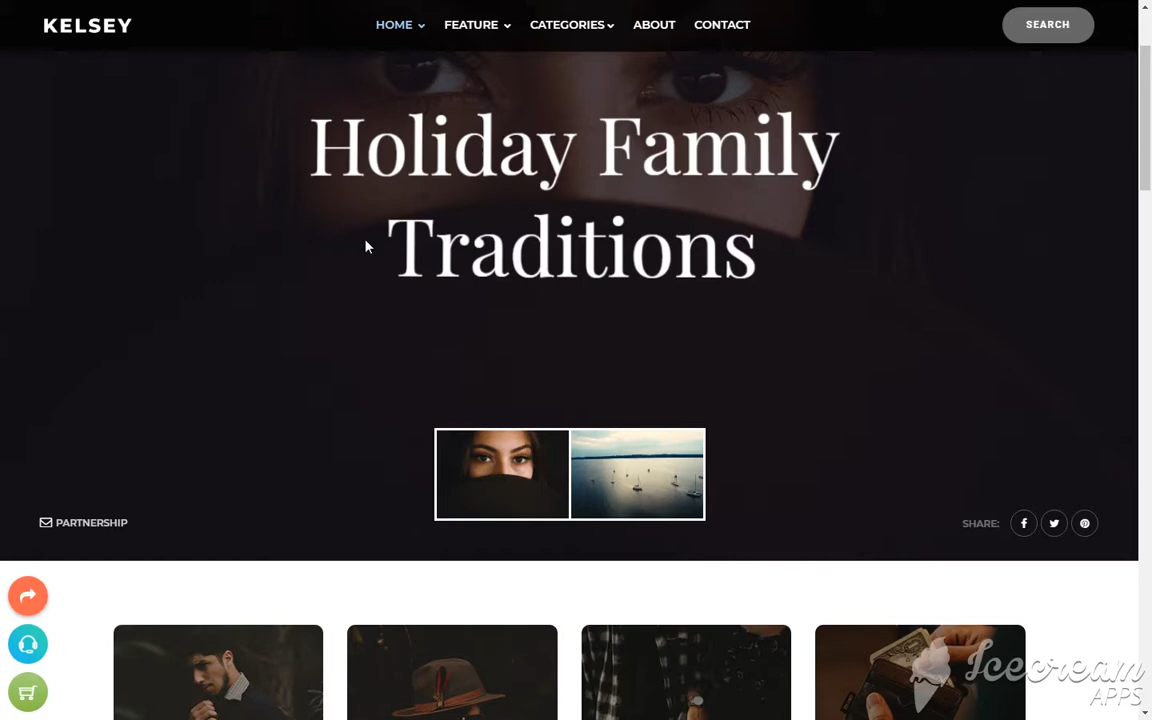 KELSEY
HOME
FEATURE
CATEGORIES
ABOUT
CONTACT
SEARCH
Holiday Family
Traditions
PARTNERSHIP
SHARE:
Icecream
APPS